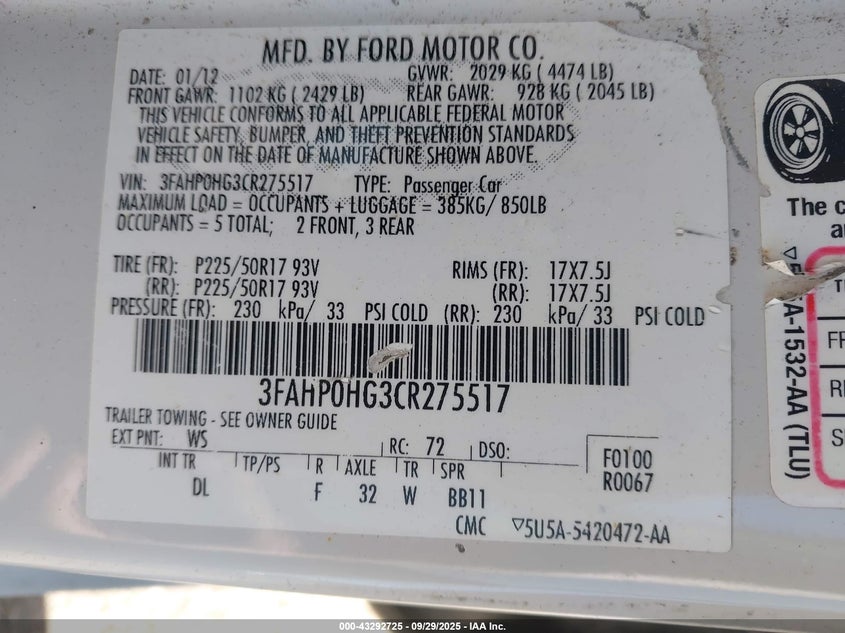 MFD. BY FORD MOTOR CO.
DATE: 01/12 GVWR: 2029 KG ( 4474 LB)
FRONT GAWR: 1102 KG ( 2429 LB) REAR GAWR: 928 KG ( 2045 LB)
THIS VEHICLE CONFORMS TO ALL APPLICABLE FEDERAL MOTOR
VEHICLE SAFETY, BUMPER, AND THEFT PREVENTION STANDARDS
IN EFFECT ON THE DATE OF MANUFACTURE SHOWN ABOVE.
VIN: 3FAHP0HG3CR275517 TYPE: Passenger Car
MAXIMUM LOAD = OCCUPANTS + LUGGAGE = 385KG/ 850LB
OCCUPANTS = 5 TOTAL; 2 FRONT, 3 REAR
TIRE (FR): P225/50R17 93V RIMS (FR): 17X7.5J
(RR): P225/50R17 93V (RR): 17X7.5J
PRESSURE (FR): 230 kPa/ 33 PSI COLD (RR): 230 kPa/ 33 PSI COLD
3FAHP0HG3CR275517
TRAILER TOWING - SEE OWNER GUIDE
EXT PNT: WS RC: 72 DSO: F0100
INT TR TP/PS R AXLE TR SPR R0067
DL F 32 W BB11
CMC ▽5U5A-5420472-AA
The c
a
A-1532-AA (TLU)
FR
000-43292725 - 09/29/2025 - IAA Inc.